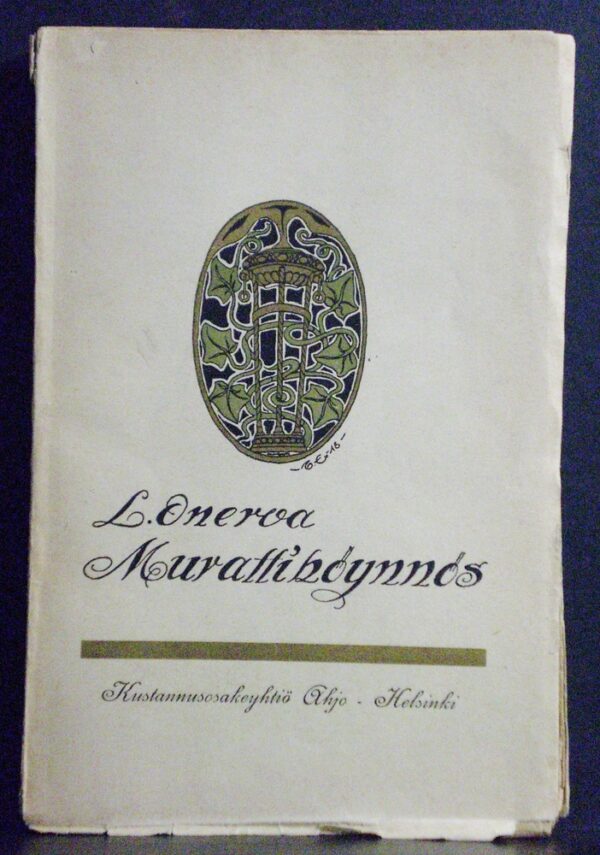 L. Onerva
Murattiköynnös
Kustannusosakeyhtiö Ahjo - Helsinki